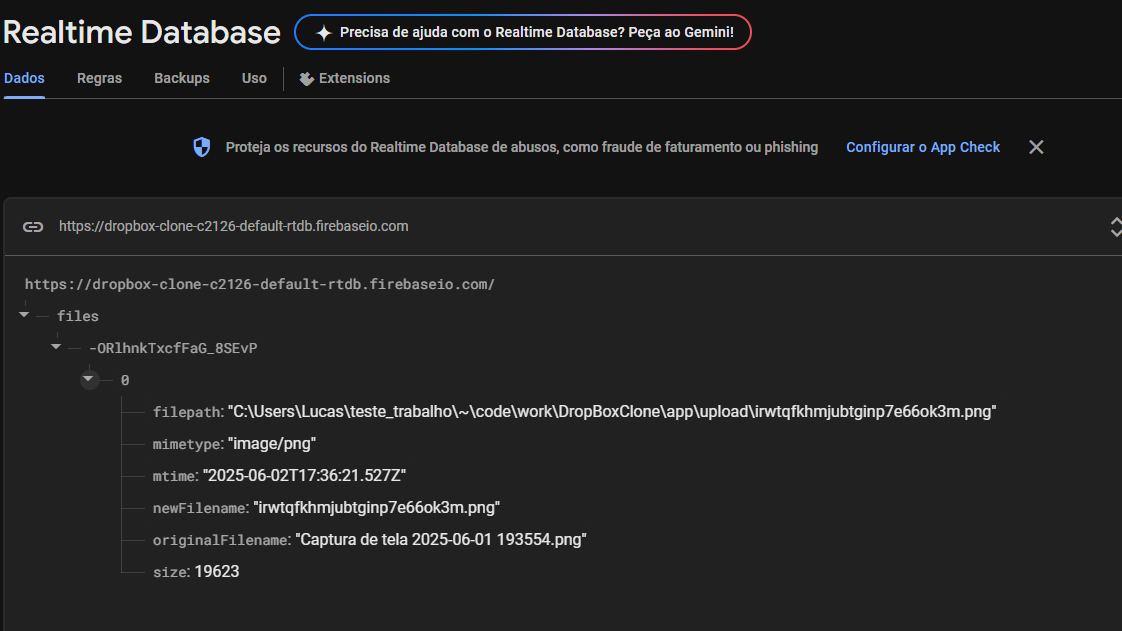 Realtime Database
Precisa de ajuda com o Realtime Database? Peça ao Gemini!
Dados Regras Backups Uso Extensions
Proteja os recursos do Realtime Database de abusos, como fraude de faturamento ou phishing Configurar o App Check
https://dropbox-clone-c2126-default-rtdb.firebaseio.com
https://dropbox-clone-c2126-default-rtdb.firebaseio.com/
files
-ORlhnkTxcfFaG_8SEvP
0
filepath: "C:\Users\Lucas\teste_trabalho\~\code\work\DropBoxClone\app\upload\irwtqfkhmjubtginp7e66ok3m.png"
mimetype: "image/png"
mtime: "2025-06-02T17:36:21.527Z"
newFilename: "irwtqfkhmjubtginp7e66ok3m.png"
originalFilename: "Captura de tela 2025-06-01 193554.png"
size: 19623